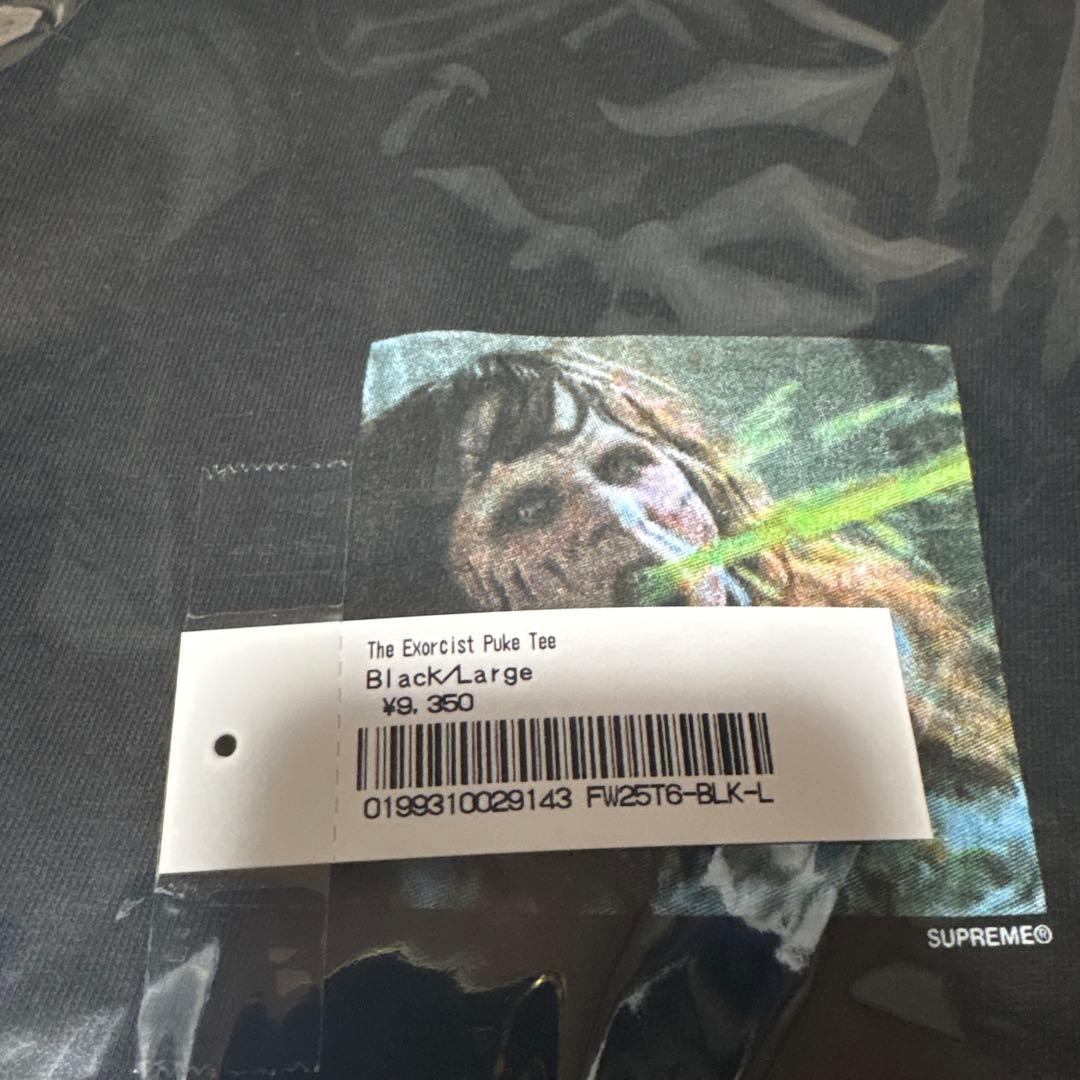 The Exorcist Puke Tee
Black/Large
¥9,350
0199310029143 FW25T6-BLK-L
SUPREME®